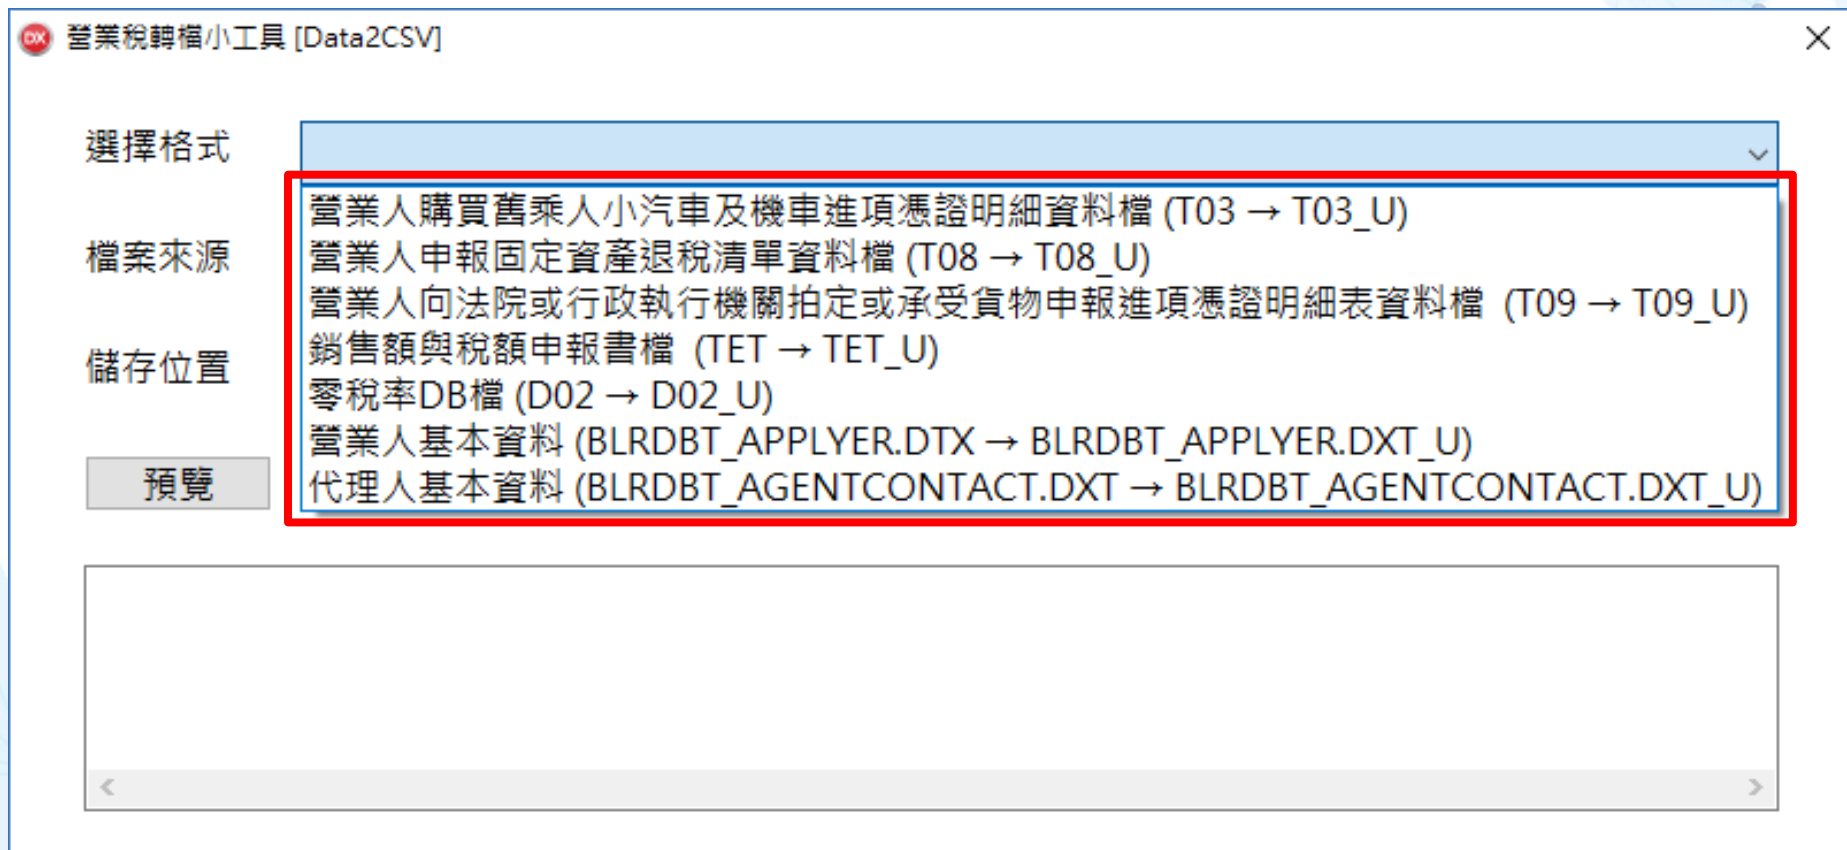 DX 營業稅轉檔小工具 [Data2CSV]
選擇格式
營業人購買舊乘人小汽車及機車進項憑證明細資料檔 (T03 → T03_U)
營業人申報固定資產退稅清單資料檔 (T08 → T08_U)
營業人向法院或行政執行機關拍定或承受貨物申報進項憑證明細表資料檔 (T09 → T09_U)
銷售額與稅額申報書檔 (TET → TET_U)
零稅率DB檔 (D02 → D02_U)
營業人基本資料 (BLRDBT_APPLYER.DTX → BLRDBT_APPLYER.DXT_U)
代理人基本資料 (BLRDBT_AGENTCONTACT.DXT → BLRDBT_AGENTCONTACT.DXT_U)
檔案來源
儲存位置
預覽